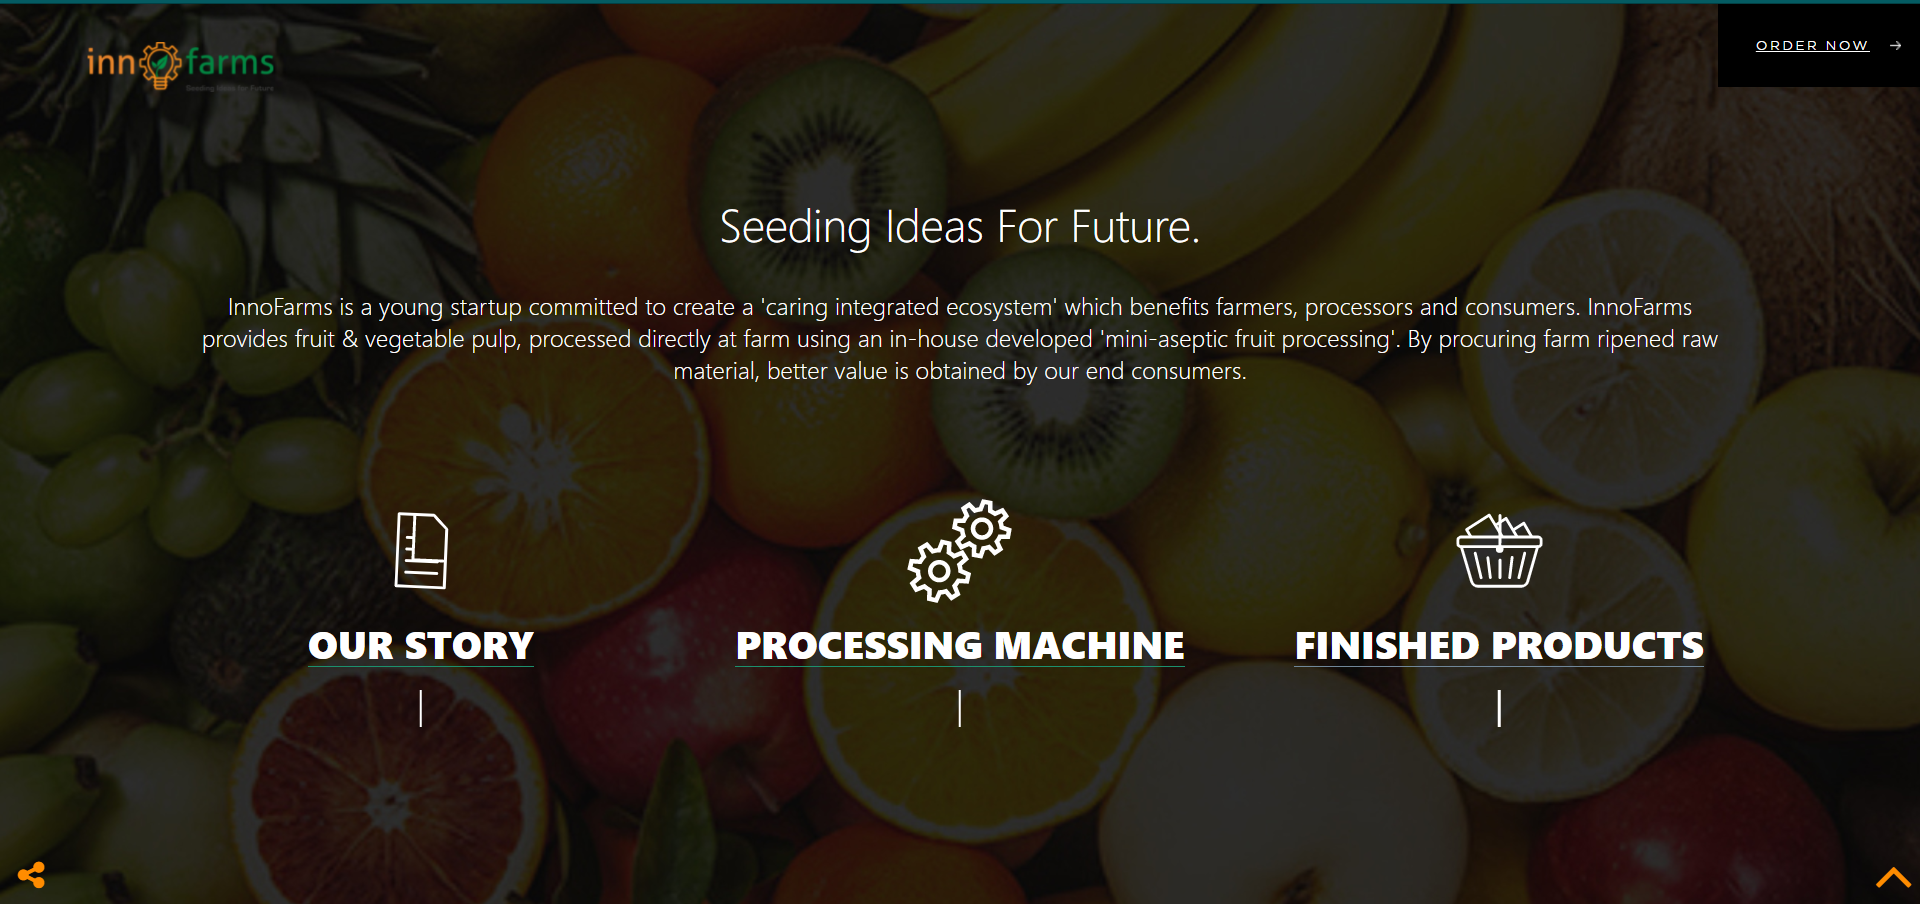 innofarms
Seeding Ideas for Future
ORDER NOW →
Seeding Ideas For Future.
InnoFarms is a young startup committed to create a 'caring integrated ecosystem' which benefits farmers, processors and consumers. InnoFarms
provides fruit & vegetable pulp, processed directly at farm using an in-house developed 'mini-aseptic fruit processing'. By procuring farm ripened raw
material, better value is obtained by our end consumers.
OUR STORY
PROCESSING MACHINE
FINISHED PRODUCTS